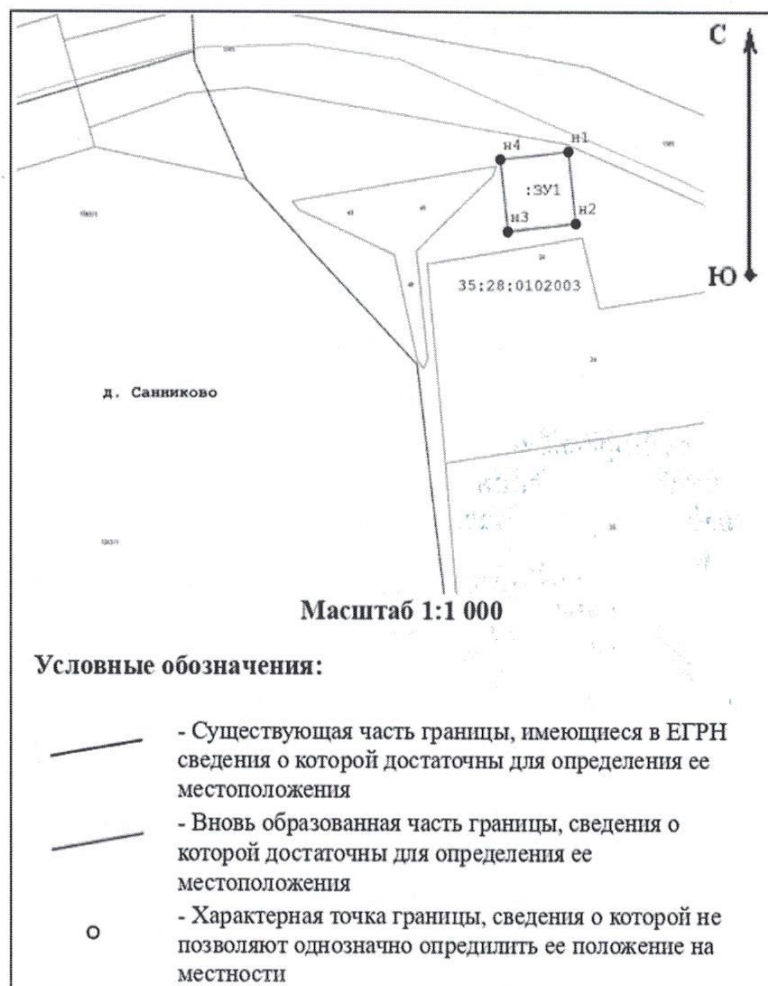 С
н4
н1
:ЗУ1
н3
н2
Ю
35:28:0102003
д. Санниково
Масштаб 1:1 000
Условные обозначения:
- Существующая часть границы, имеющиеся в ЕГРН
сведения о которой достаточны для определения ее
местоположения
- Вновь образованная часть границы, сведения о
которой достаточны для определения ее
местоположения
- Характерная точка границы, сведения о которой не
позволяют однозначно опредилить ее положение на
местности